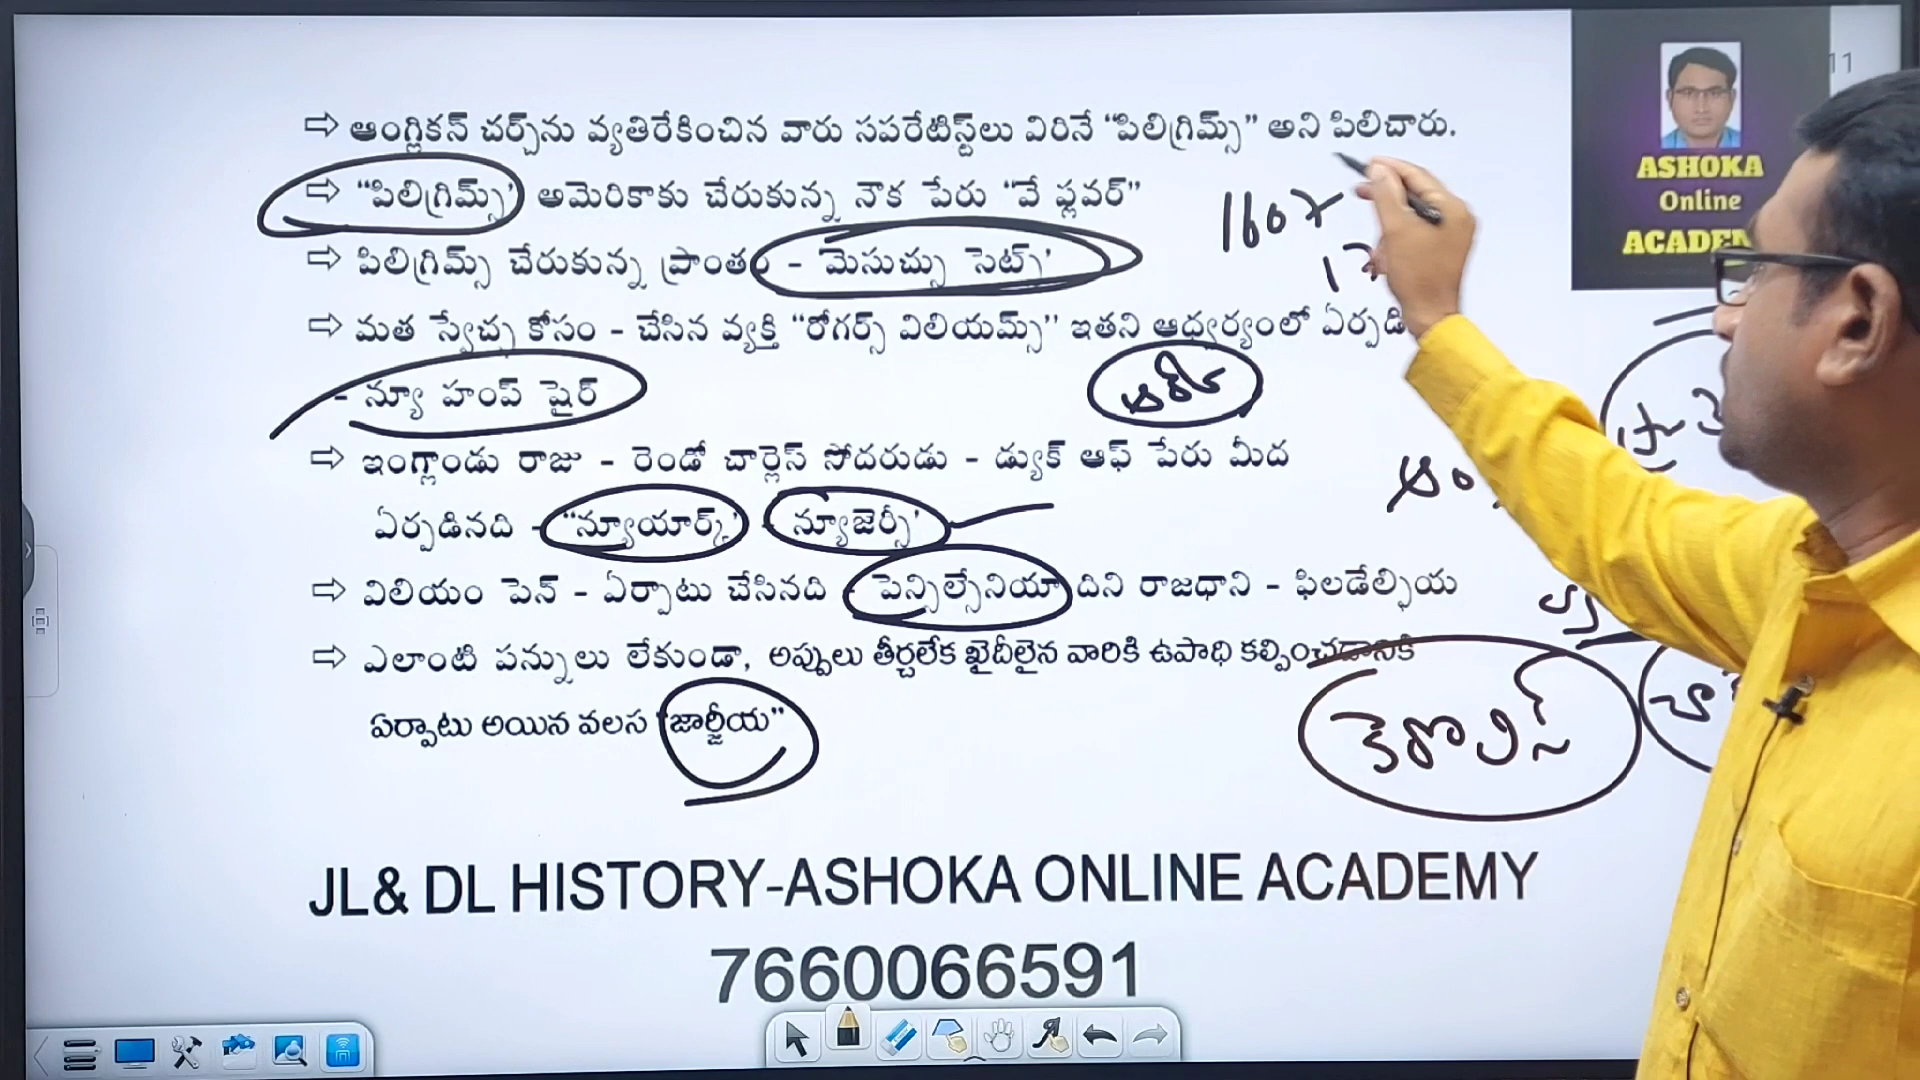 11
ASHOKA
Online
⇨ ఆంగ్లికన్ చర్చ్‌ను వ్యతిరేకించిన వారు సపరేటిస్ట్‌లు విరినే "పిలిగ్రిమ్స్" అని పిలిచారు.
⇨ "పిలిగ్రిమ్స్' అమెరికాకు చేరుకున్న నౌక పేరు "వే ఫ్లవర్"
1607
⇨ పిలిగ్రిమ్స్ చేరుకున్న ప్రాంతం - మెసుచ్చు సెట్స్'
⇨ మత స్వేచ్ఛ కోసం - చేసిన వ్యక్తి "రోగర్స్ విలియమ్స్" ఇతని ఆధ్వర్యంలో
- న్యూ హంప్ షైర్
⇨ ఇంగ్లాండు రాజు - రెండో చార్లెస్ సోదరుడు - డ్యుక్ ఆఫ్ పేరు మీద
ఏర్పడినది - "న్యూయార్క్' - న్యూజెర్సీ'
⇨ విలియం పెన్ - ఏర్పాటు చేసినది - పెన్సిల్సేనియా దిని రాజధాని - ఫిలడేల్ఫియ
⇨ ఎలాంటి పన్నులు లేకుండా, అప్పులు తీర్చలేక ఖైదీలైన వారికి ఉపాధి కల్పించడానికి
ఏర్పాటు అయిన వలస "జార్జీయ"
కెరొలిన్
JL& DL HISTORY-ASHOKA ONLINE ACADEMY
7660066591